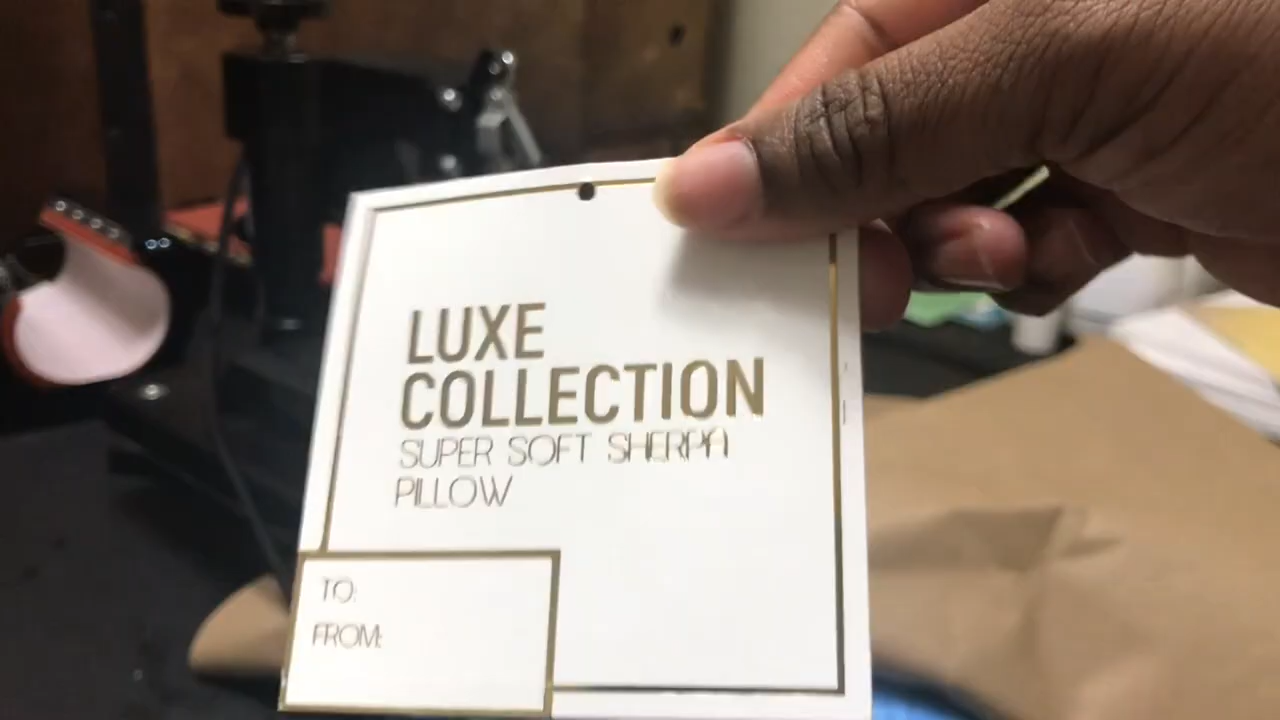 LUXE
COLLECTION
SUPER SOFT SHERPA
PILLOW
TO:
FROM: